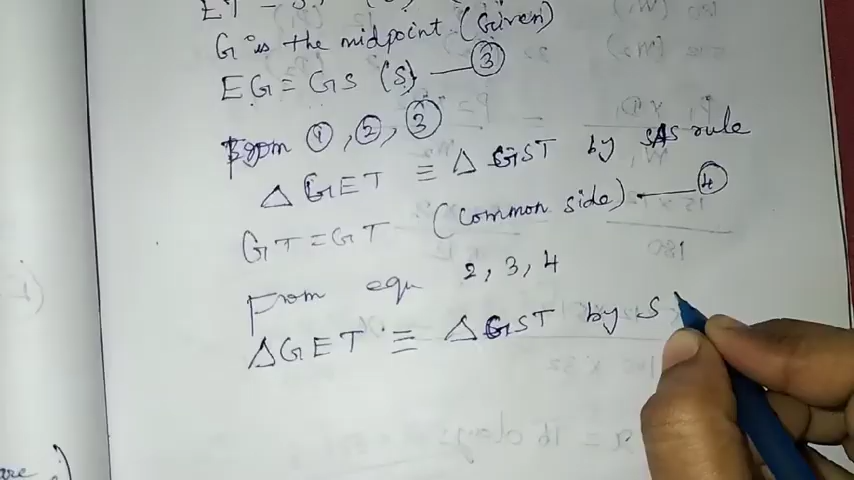 G is the midpoint (Given)
EG = GS (S) — ③
From ①, ②, ③
△ GET ≡ △ GST by SAS rule
GT = GT (Common side) — ④
From equ 2, 3, 4
△GET ≡ △GST by S
are